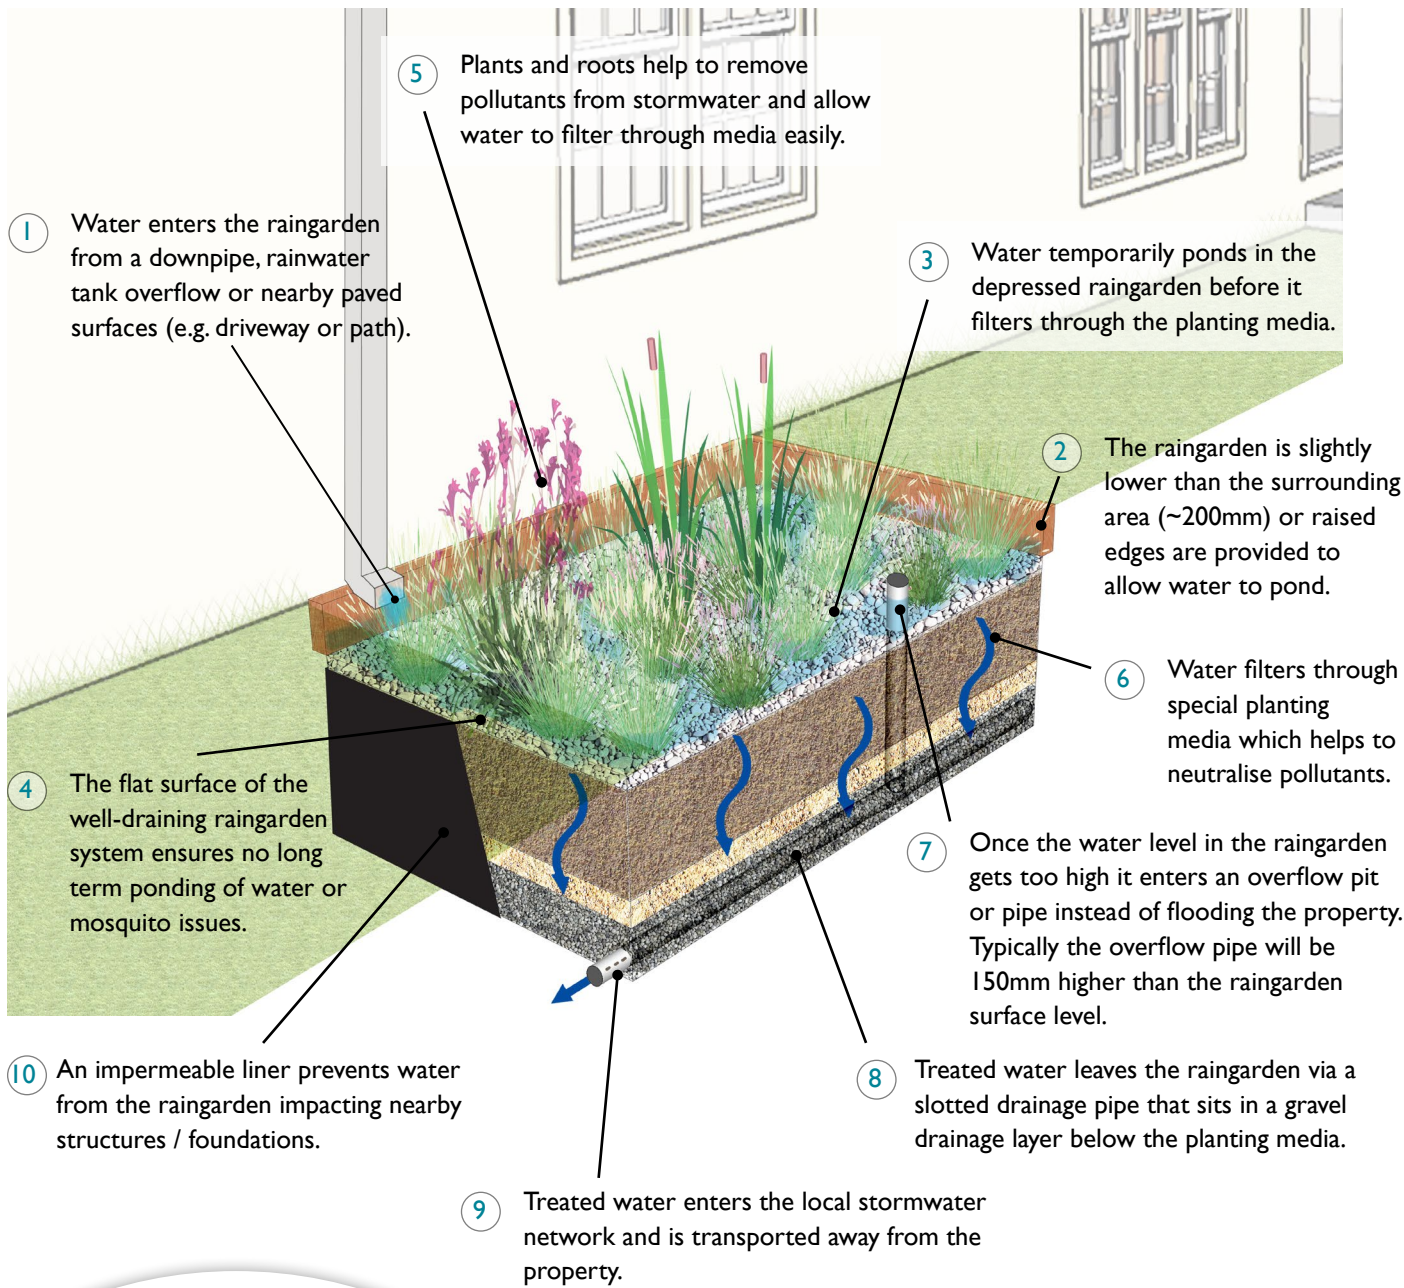 1
Water enters the raingarden
from a downpipe, rainwater
tank overflow or nearby paved
surfaces (e.g. driveway or path).
2
The raingarden is slightly
lower than the surrounding
area (~200mm) or raised
edges are provided to
allow water to pond.
3
Water temporarily ponds in the
depressed raingarden before it
filters through the planting media.
4
The flat surface of the
well-draining raingarden
system ensures no long
term ponding of water or
mosquito issues.
5
Plants and roots help to remove
pollutants from stormwater and allow
water to filter through media easily.
6
Water filters through
special planting
media which helps to
neutralise pollutants.
7
Once the water level in the raingarden
gets too high it enters an overflow pit
or pipe instead of flooding the property.
Typically the overflow pipe will be
150mm higher than the raingarden
surface level.
8
Treated water leaves the raingarden via a
slotted drainage pipe that sits in a gravel
drainage layer below the planting media.
9
Treated water enters the local stormwater
network and is transported away from the
property.
10
An impermeable liner prevents water
from the raingarden impacting nearby
structures / foundations.